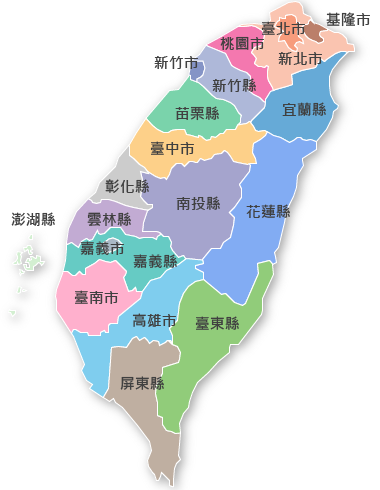 基隆市
臺北市
桃園市
新北市
新竹市
新竹縣
宜蘭縣
苗栗縣
臺中市
彰化縣
南投縣
花蓮縣
澎湖縣
雲林縣
嘉義市
嘉義縣
臺南市
高雄市
臺東縣
屏東縣